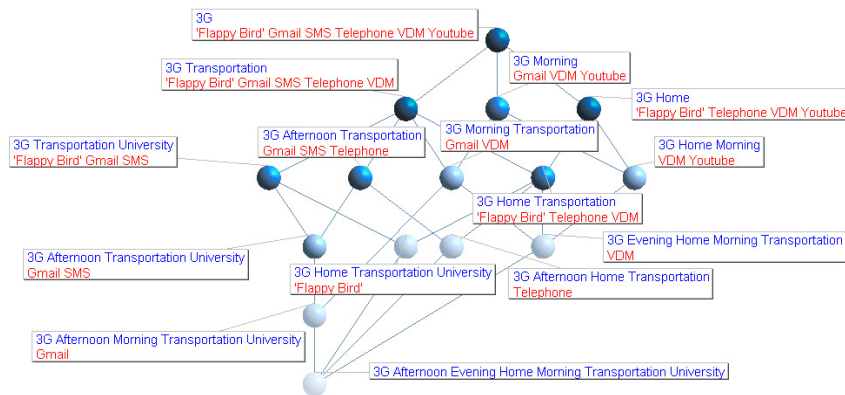 3G
'Flappy Bird' Gmail SMS Telephone VDM Youtube
3G Transportation
'Flappy Bird' Gmail SMS Telephone VDM
3G Morning
Gmail VDM Youtube
3G Home
'Flappy Bird' Telephone VDM Youtube
3G Transportation University
'Flappy Bird' Gmail SMS
3G Afternoon Transportation
Gmail SMS Telephone
3G Morning Transportation
Gmail VDM
3G Home Morning
VDM Youtube
3G Home Transportation
'Flappy Bird' Telephone VDM
3G Afternoon Transportation University
Gmail SMS
3G Home Transportation University
'Flappy Bird'
3G Evening Home Morning Transportation
VDM
3G Afternoon Home Transportation
Telephone
3G Afternoon Morning Transportation University
Gmail
3G Afternoon Evening Home Morning Transportation University